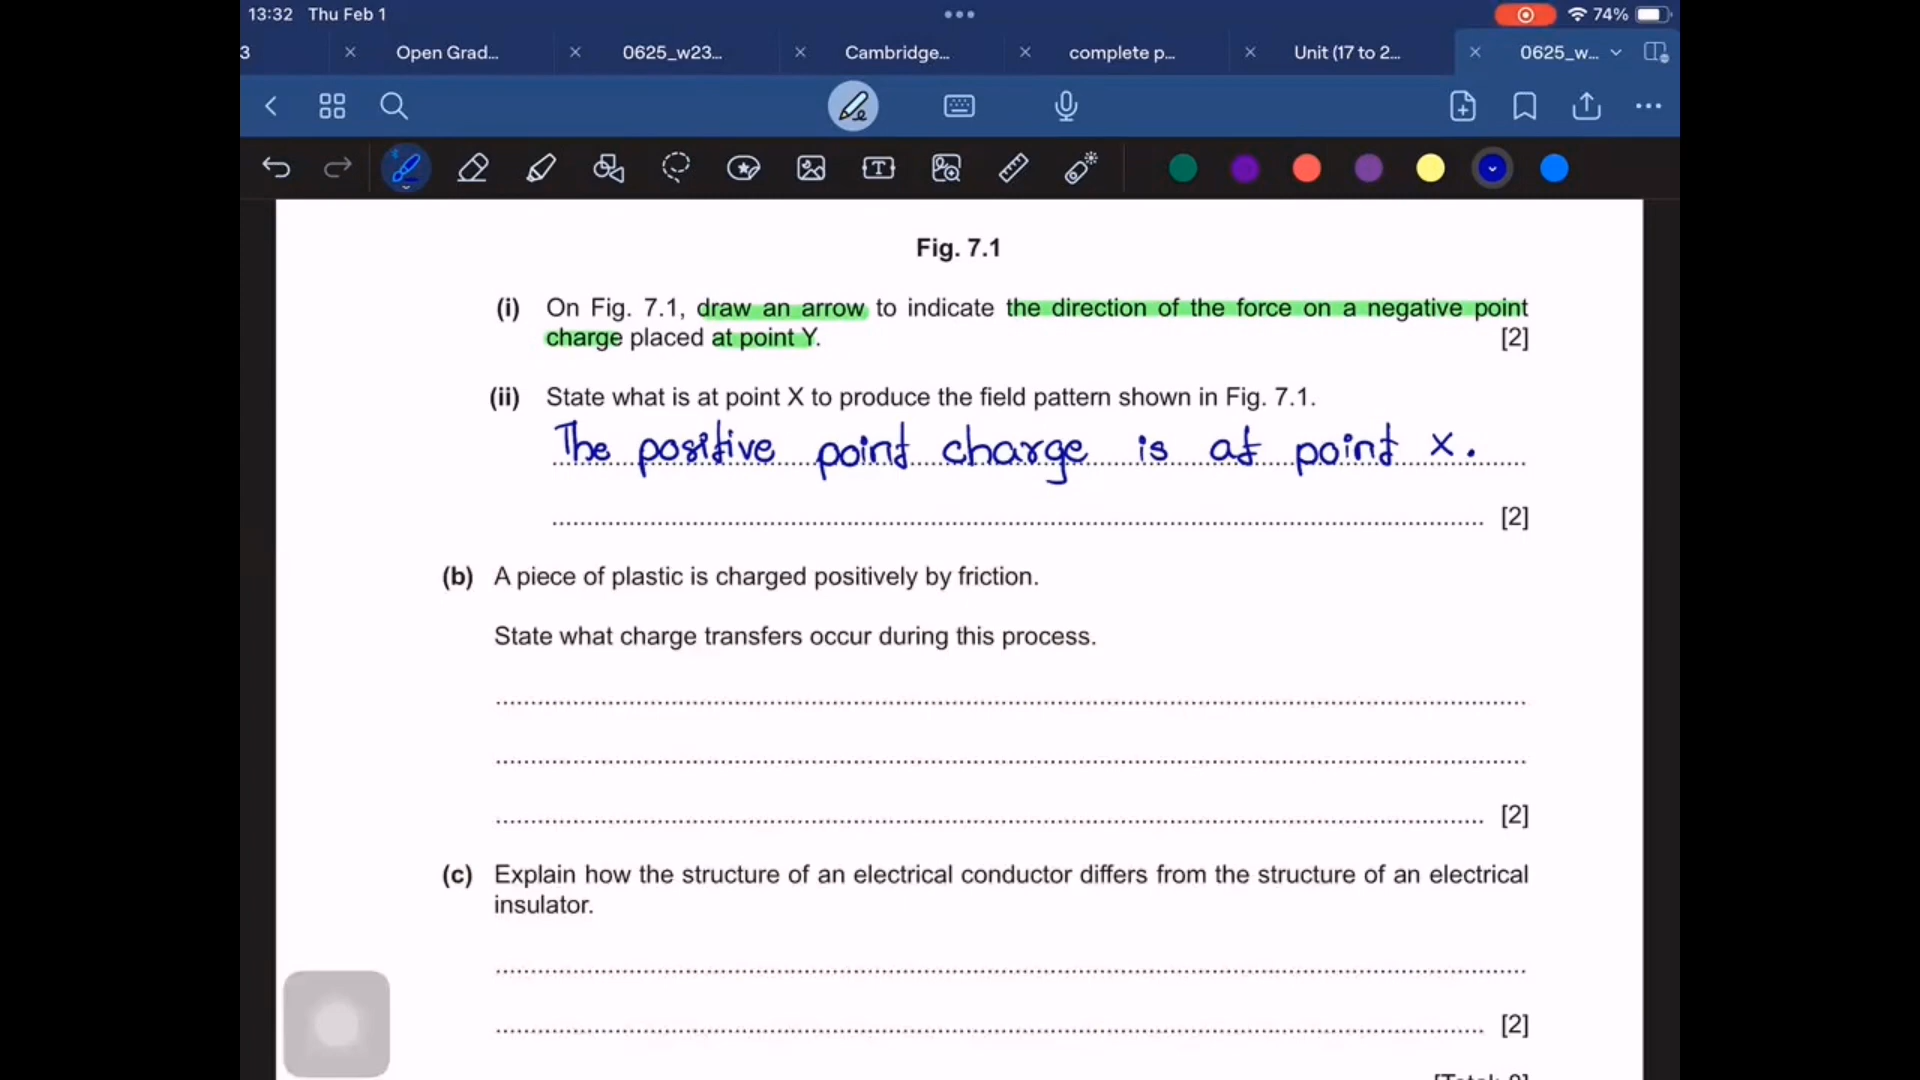 13:32 Thu Feb 1
74%
3
Open Grad...
0625_w23...
Cambridge...
complete p...
Unit (17 to 2...
0625_w...
Fig. 7.1
(i) On Fig. 7.1, draw an arrow to indicate the direction of the force on a negative point
charge placed at point Y. [2]
(ii) State what is at point X to produce the field pattern shown in Fig. 7.1.
The positive point charge is at point X.
[2]
(b) A piece of plastic is charged positively by friction.
State what charge transfers occur during this process.
[2]
(c) Explain how the structure of an electrical conductor differs from the structure of an electrical
insulator.
[2]